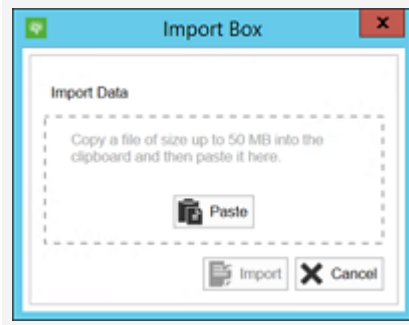 Import Box
x
Import Data
Copy a file of size up to 50 MB into the
clipboard and then paste it here.
Paste
Import
Cancel